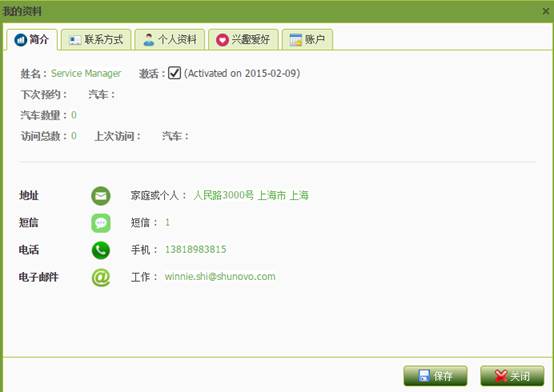 我的资料
简介 联系方式 个人资料 兴趣爱好 账户
姓名：Service Manager 激活： (Activated on 2015-02-09)
下次预约： 汽车：
汽车数量：0
访问总数：0 上次访问： 汽车：
地址 家庭或个人： 人民路3000号 上海市 上海
短信 短信： 1
电话 手机： 13818983815
电子邮件 工作： winnie.shi@shunovo.com
保存 关闭